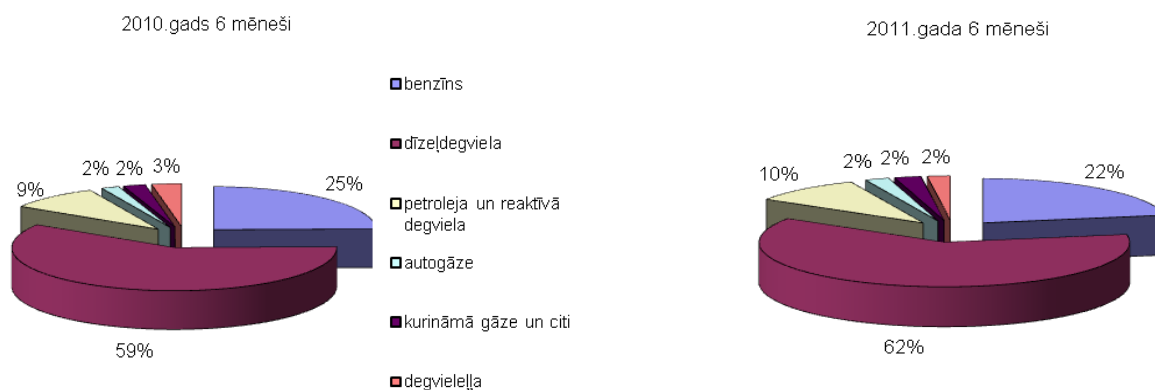 2010.gads 6 mēneši
2011.gada 6 mēneši
benzīns
dīzeļdegviela
petroleja un reaktīvā
degviela
autogāze
kurināmā gāze un citi
degvieleļļa
25%
59%
9%
2%
2%
3%
22%
62%
10%
2%
2%
2%